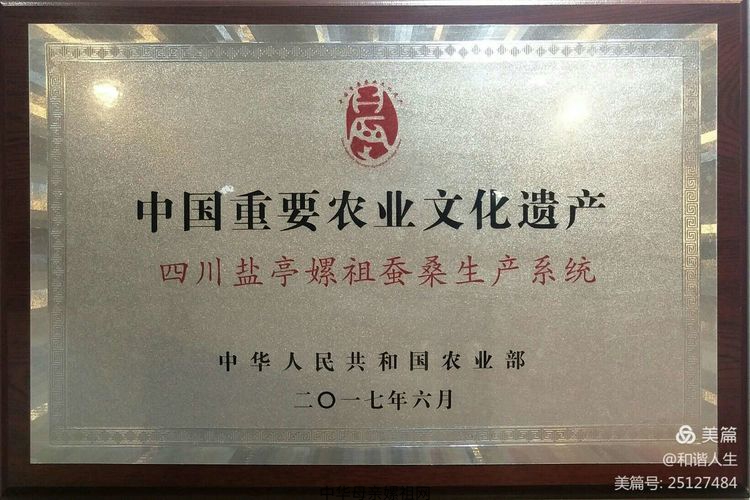 中国重要农业文化遗产
四川盐亭嫘祖蚕桑生产系统
中华人民共和国农业部
二〇一七年六月
美篇
@和谐人生
美篇号: 25127484